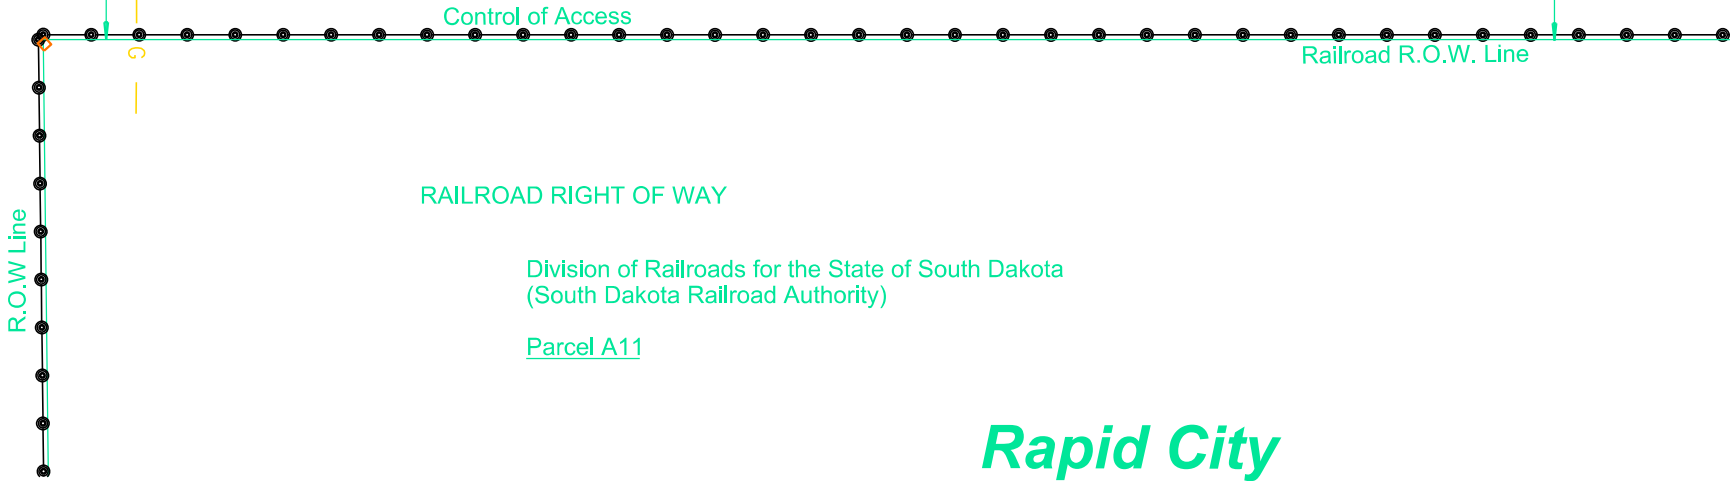 Control of Access
G
Railroad R.O.W. Line
RAILROAD RIGHT OF WAY
R.O.W Line
Division of Railroads for the State of South Dakota
(South Dakota Railroad Authority)
Parcel A11
Rapid City